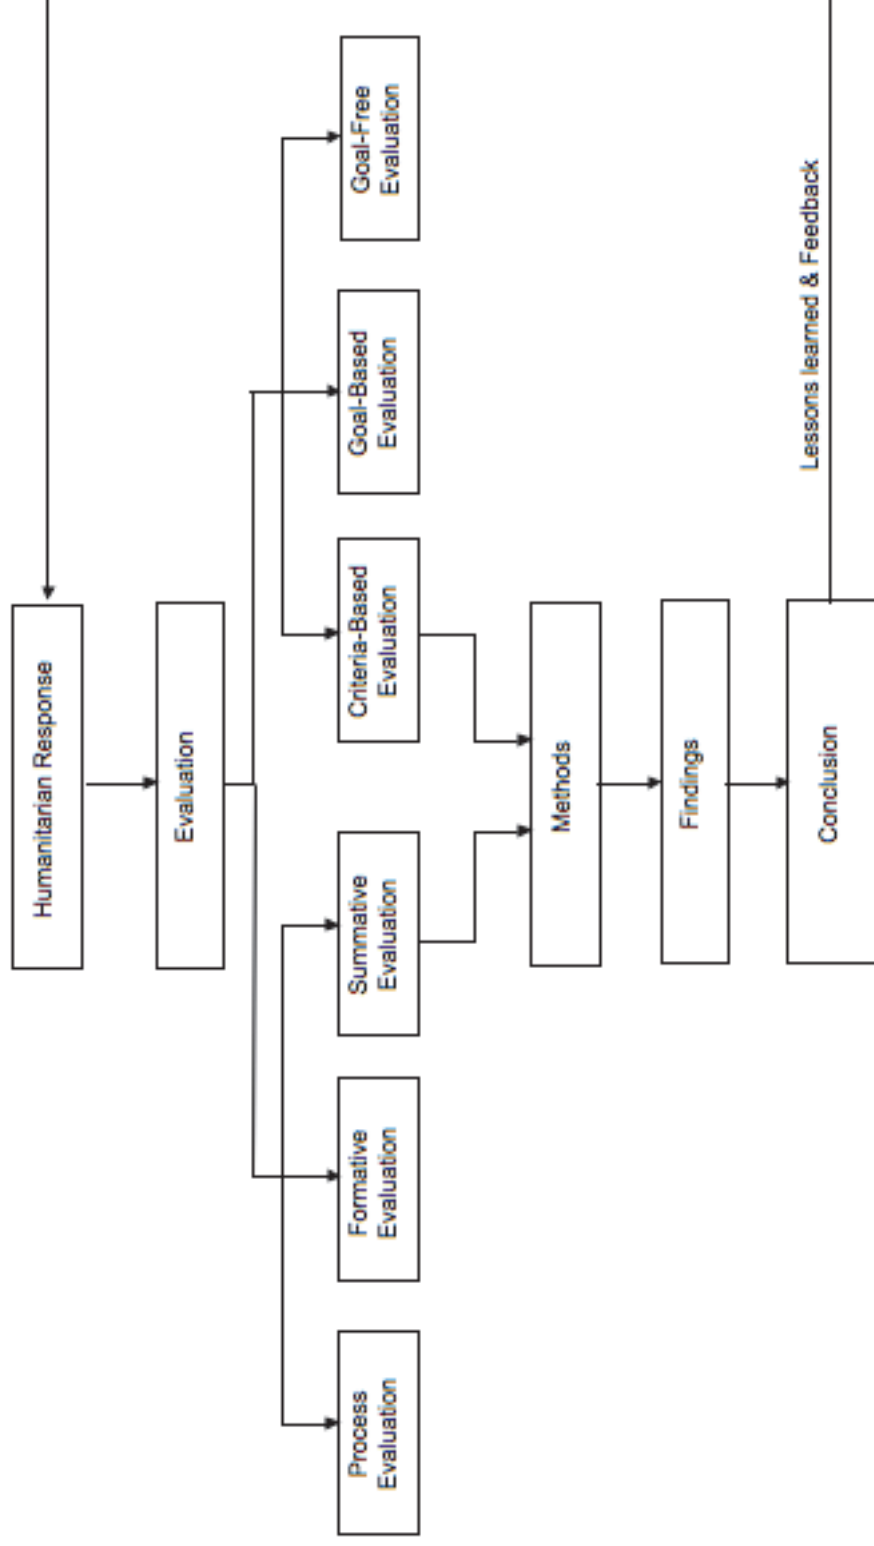 Humanitarian Response
Evaluation
Process
Evaluation
Formative
Evaluation
Summative
Evaluation
Criteria-Based
Evaluation
Goal-Based
Evaluation
Goal-Free
Evaluation
Methods
Findings
Conclusion
Lessons learned & Feedback